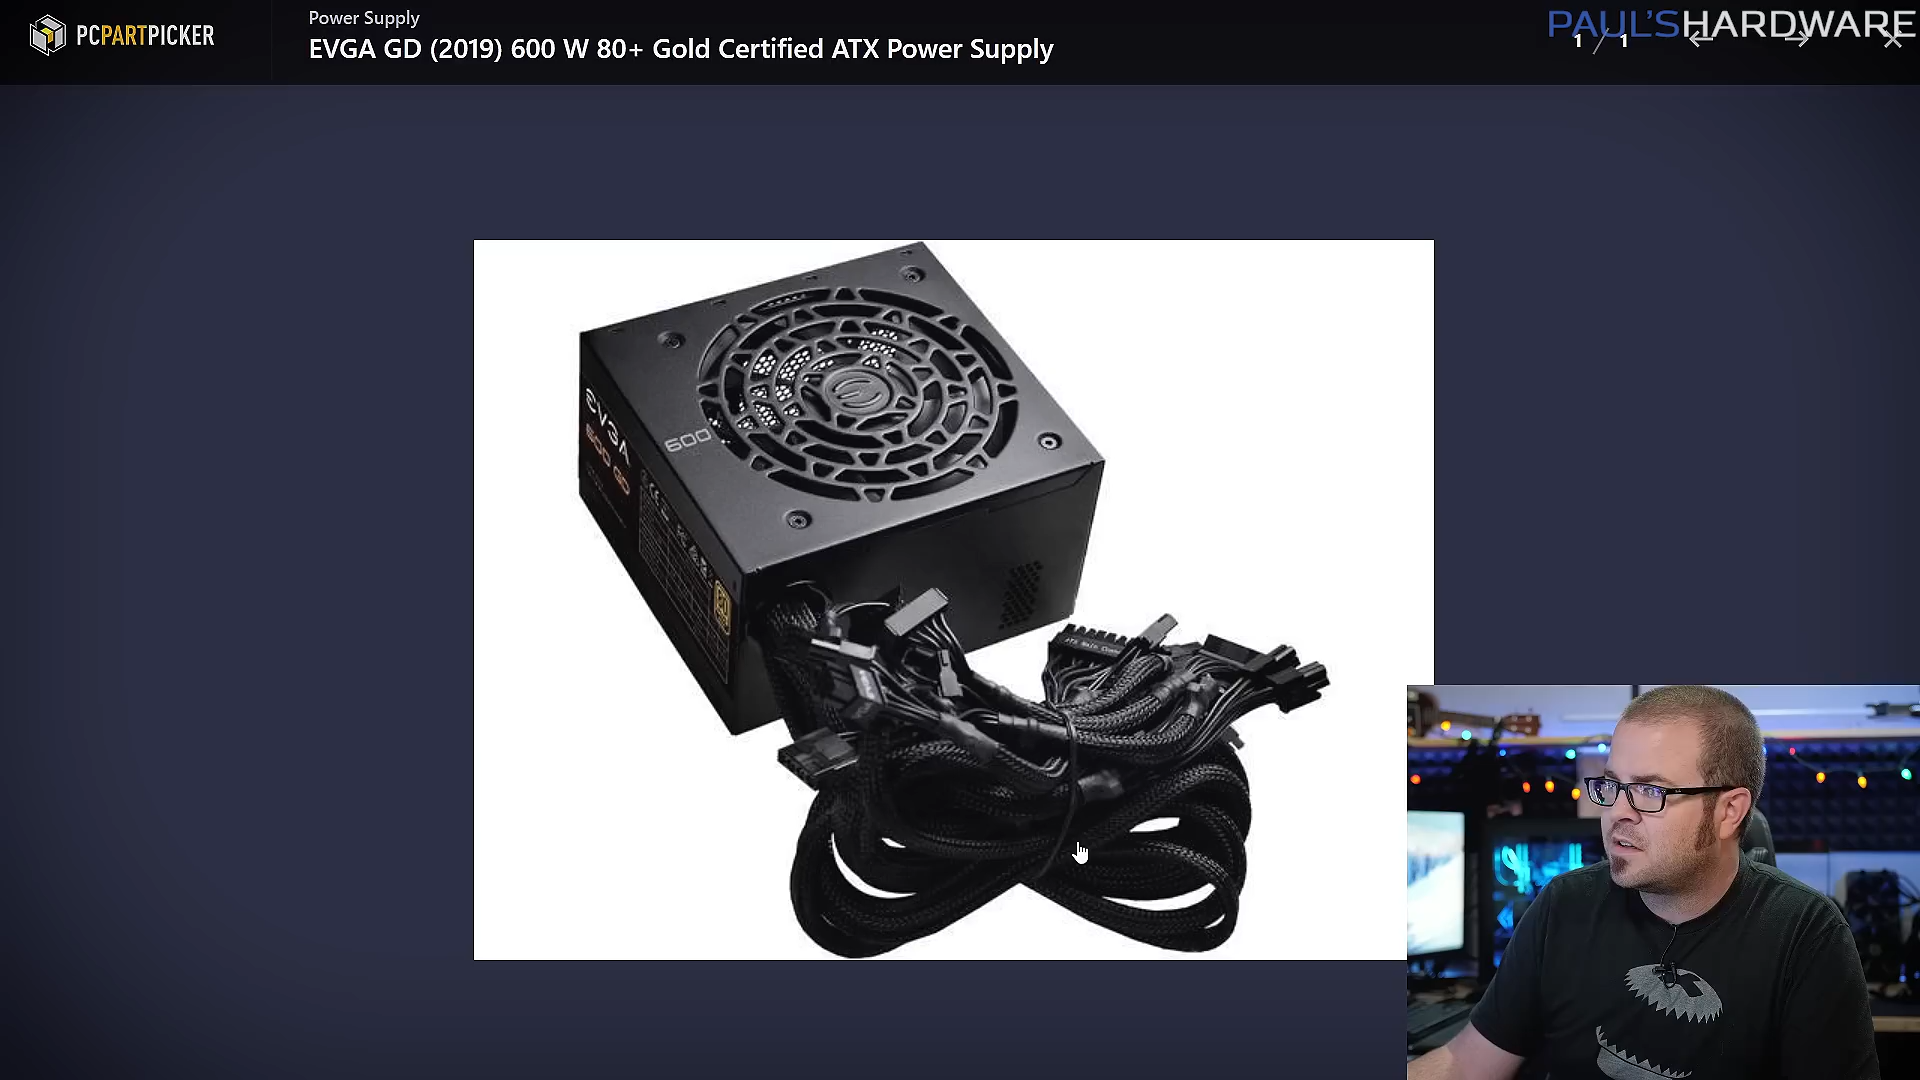 PCPARTPICKER
Power Supply
EVGA GD (2019) 600 W 80+ Gold Certified ATX Power Supply
PAUL'SHARDWARE
1 / 1
EVGA
600 GD
600